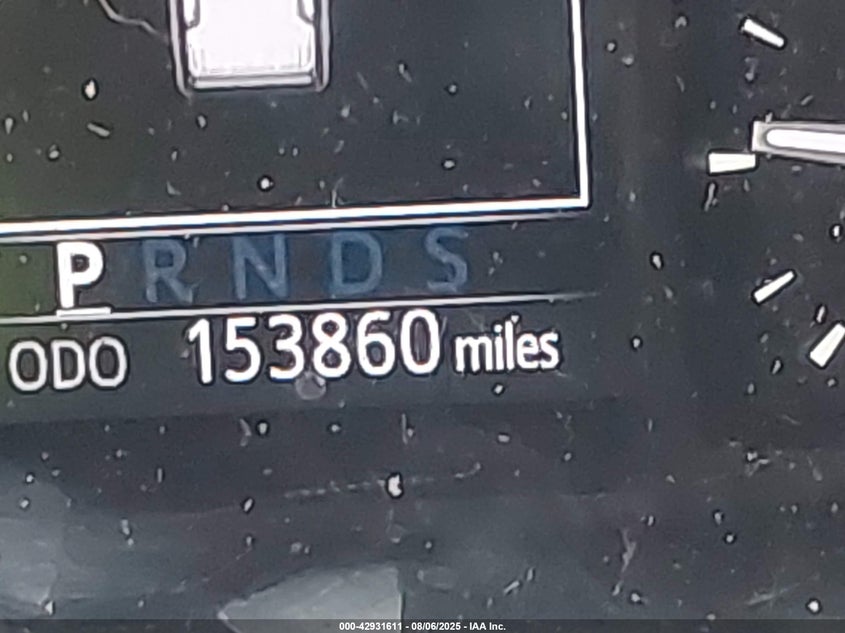 P R N D S
ODO 153860 miles
000-42931611 - 08/06/2025 - IAA Inc.